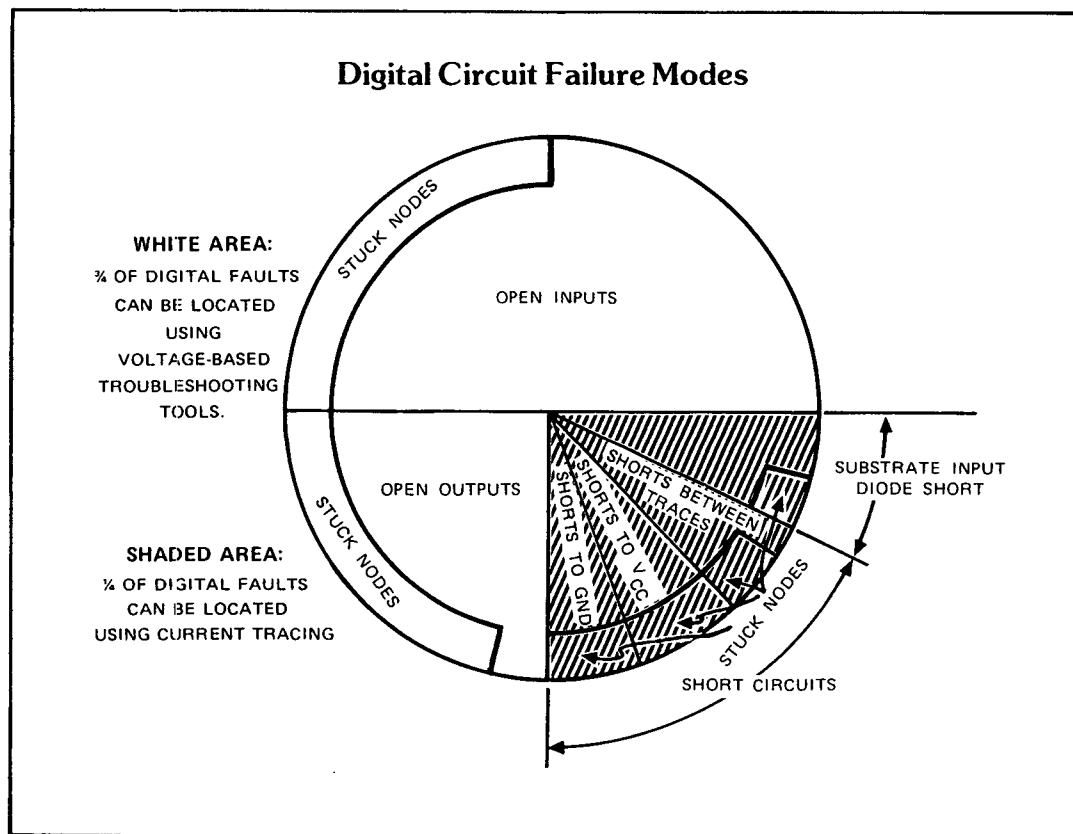 Digital Circuit Failure Modes
STUCK NODES
WHITE AREA:
¾ OF DIGITAL FAULTS
CAN BE LOCATED
USING
VOLTAGE-BASED
TROUBLESHOOTING
TOOLS.
OPEN INPUTS
OPEN OUTPUTS
STUCK NODES
SHADED AREA:
¼ OF DIGITAL FAULTS
CAN BE LOCATED
USING CURRENT TRACING
SHORTS TO GND
SHORTS TO V CC
SHORTS BETWEEN
TRACES
SUBSTRATE INPUT
DIODE SHORT
STUCK NODES
SHORT CIRCUITS